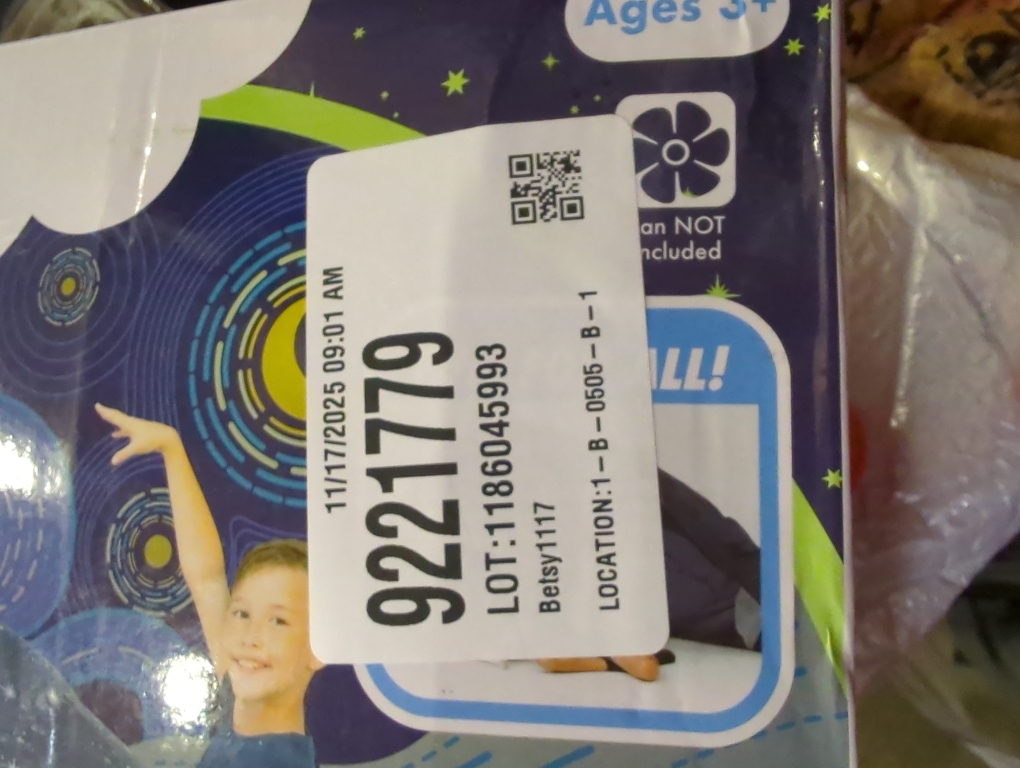 Ages 3+
an NOT
ncluded
ALL!
11/17/2025 09:01 AM
9221779
LOT:1186045993
Betsy1117
LOCATION:1-B-0505-B-1